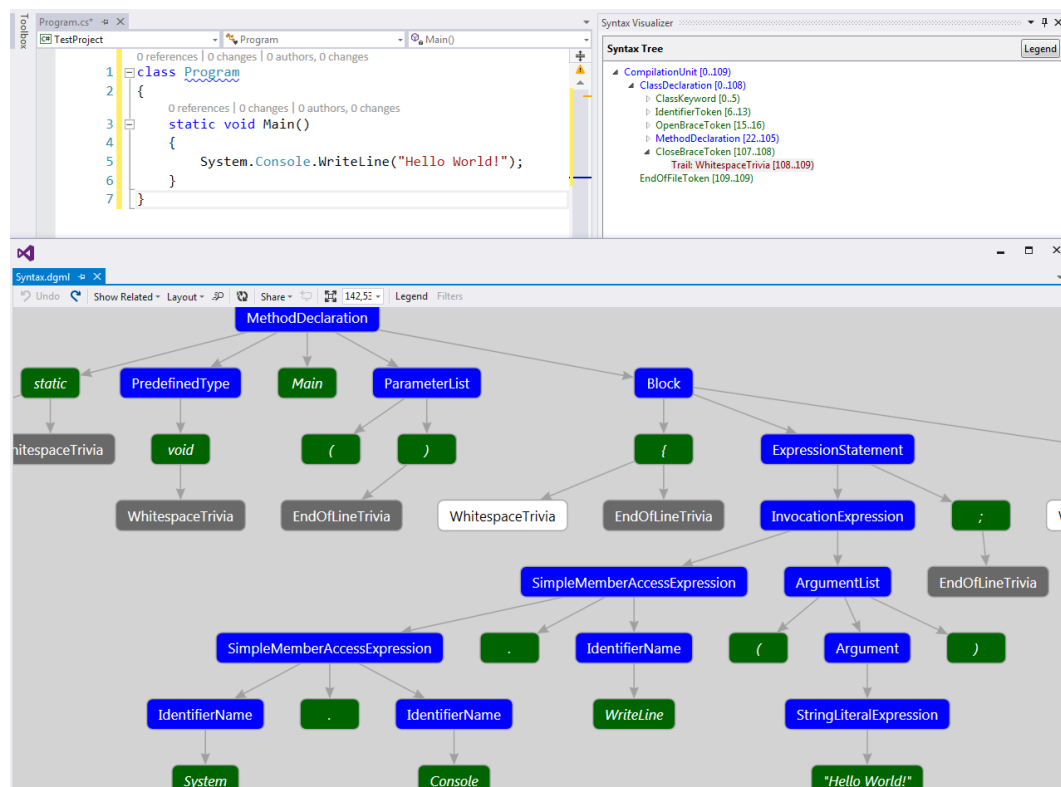 Toolbox
Program.cs*
Syntax Visualizer
C# TestProject Program Main()
Syntax Tree Legend
0 references | 0 changes | 0 authors, 0 changes
1 class Program
2 {
0 references | 0 changes | 0 authors, 0 changes
3 static void Main()
4 {
5 System.Console.WriteLine("Hello World!");
6 }
7 }
CompilationUnit [0..109]
ClassDeclaration [0..108]
ClassKeyword [0..5]
IdentifierToken [6..13]
OpenBraceToken [15..16]
MethodDeclaration [22..105]
CloseBraceToken [107..108]
Trail: WhitespaceTrivia [108..109]
EndOfFileToken [109..109]
Syntax.dgml
Undo Show Related Layout Share 142,5 Legend Filters
MethodDeclaration
static PredefinedType Main ParameterList Block
hitespaceTrivia void ( ) { ExpressionStatement
WhitespaceTrivia EndOfLineTrivia WhitespaceTrivia EndOfLineTrivia InvocationExpression ;
SimpleMemberAccessExpression ArgumentList EndOfLineTrivia
SimpleMemberAccessExpression . IdentifierName ( Argument )
IdentifierName . IdentifierName WriteLine StringLiteralExpression
System Console "Hello World!"